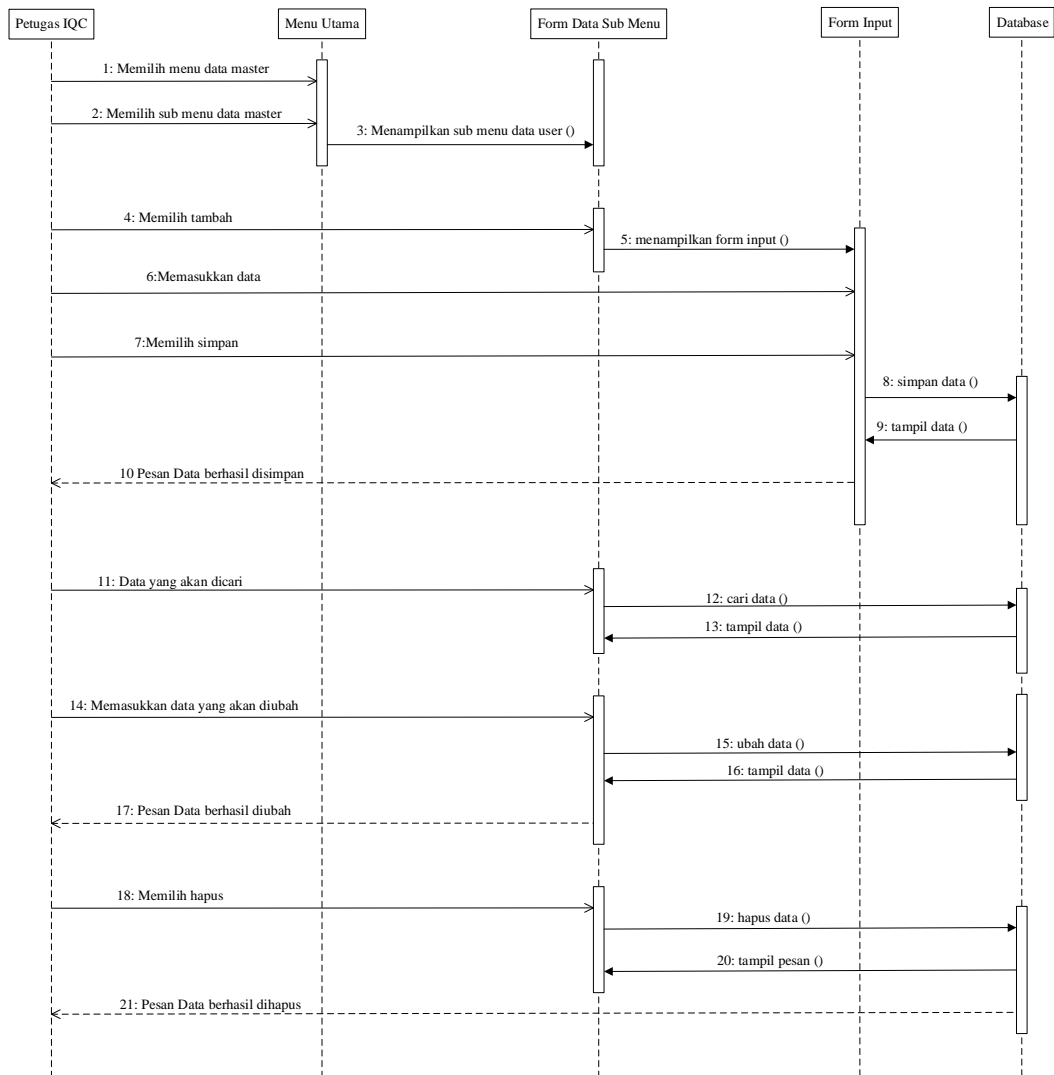 Petugas IQC
Menu Utama
Form Data Sub Menu
Form Input
Database
1: Memilih menu data master
2: Memilih sub menu data master
3: Menampilkan sub menu data user ()
4: Memilih tambah
5: menampilkan form input ()
6:Memasukkan data
7:Memilih simpan
8: simpan data ()
9: tampil data ()
10 Pesan Data berhasil disimpan
11: Data yang akan dicari
12: cari data ()
13: tampil data ()
14: Memasukkan data yang akan diubah
15: ubah data ()
16: tampil data ()
17: Pesan Data berhasil diubah
18: Memilih hapus
19: hapus data ()
20: tampil pesan ()
21: Pesan Data berhasil dihapus